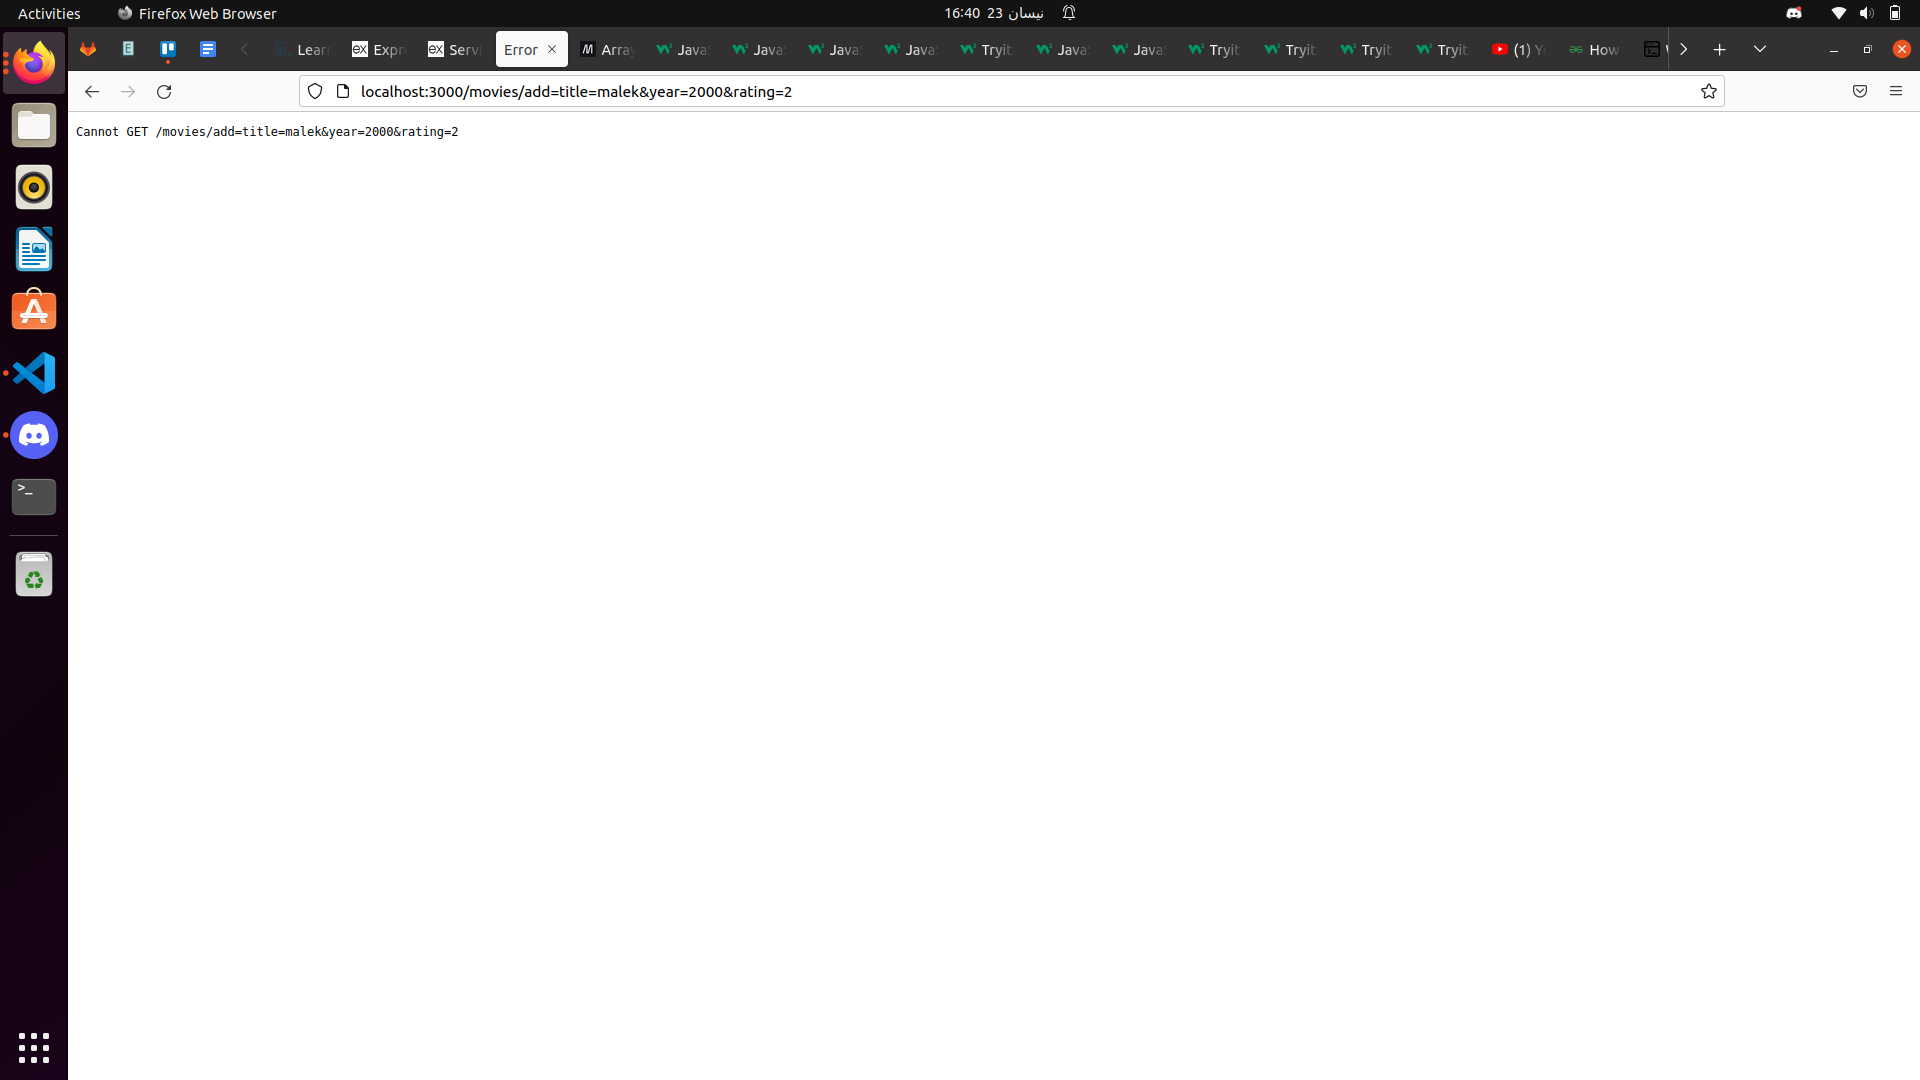 Activities
Firefox Web Browser
16:40 23 نيسان
Learn
Expr
Servi
Error
Array
Java
Java
Java
Java
Tryit
Java
Java
Tryit
Tryit
Tryit
Tryit
(1) Yo
How
localhost:3000/movies/add=title=malek&year=2000&rating=2
Cannot GET /movies/add=title=malek&year=2000&rating=2